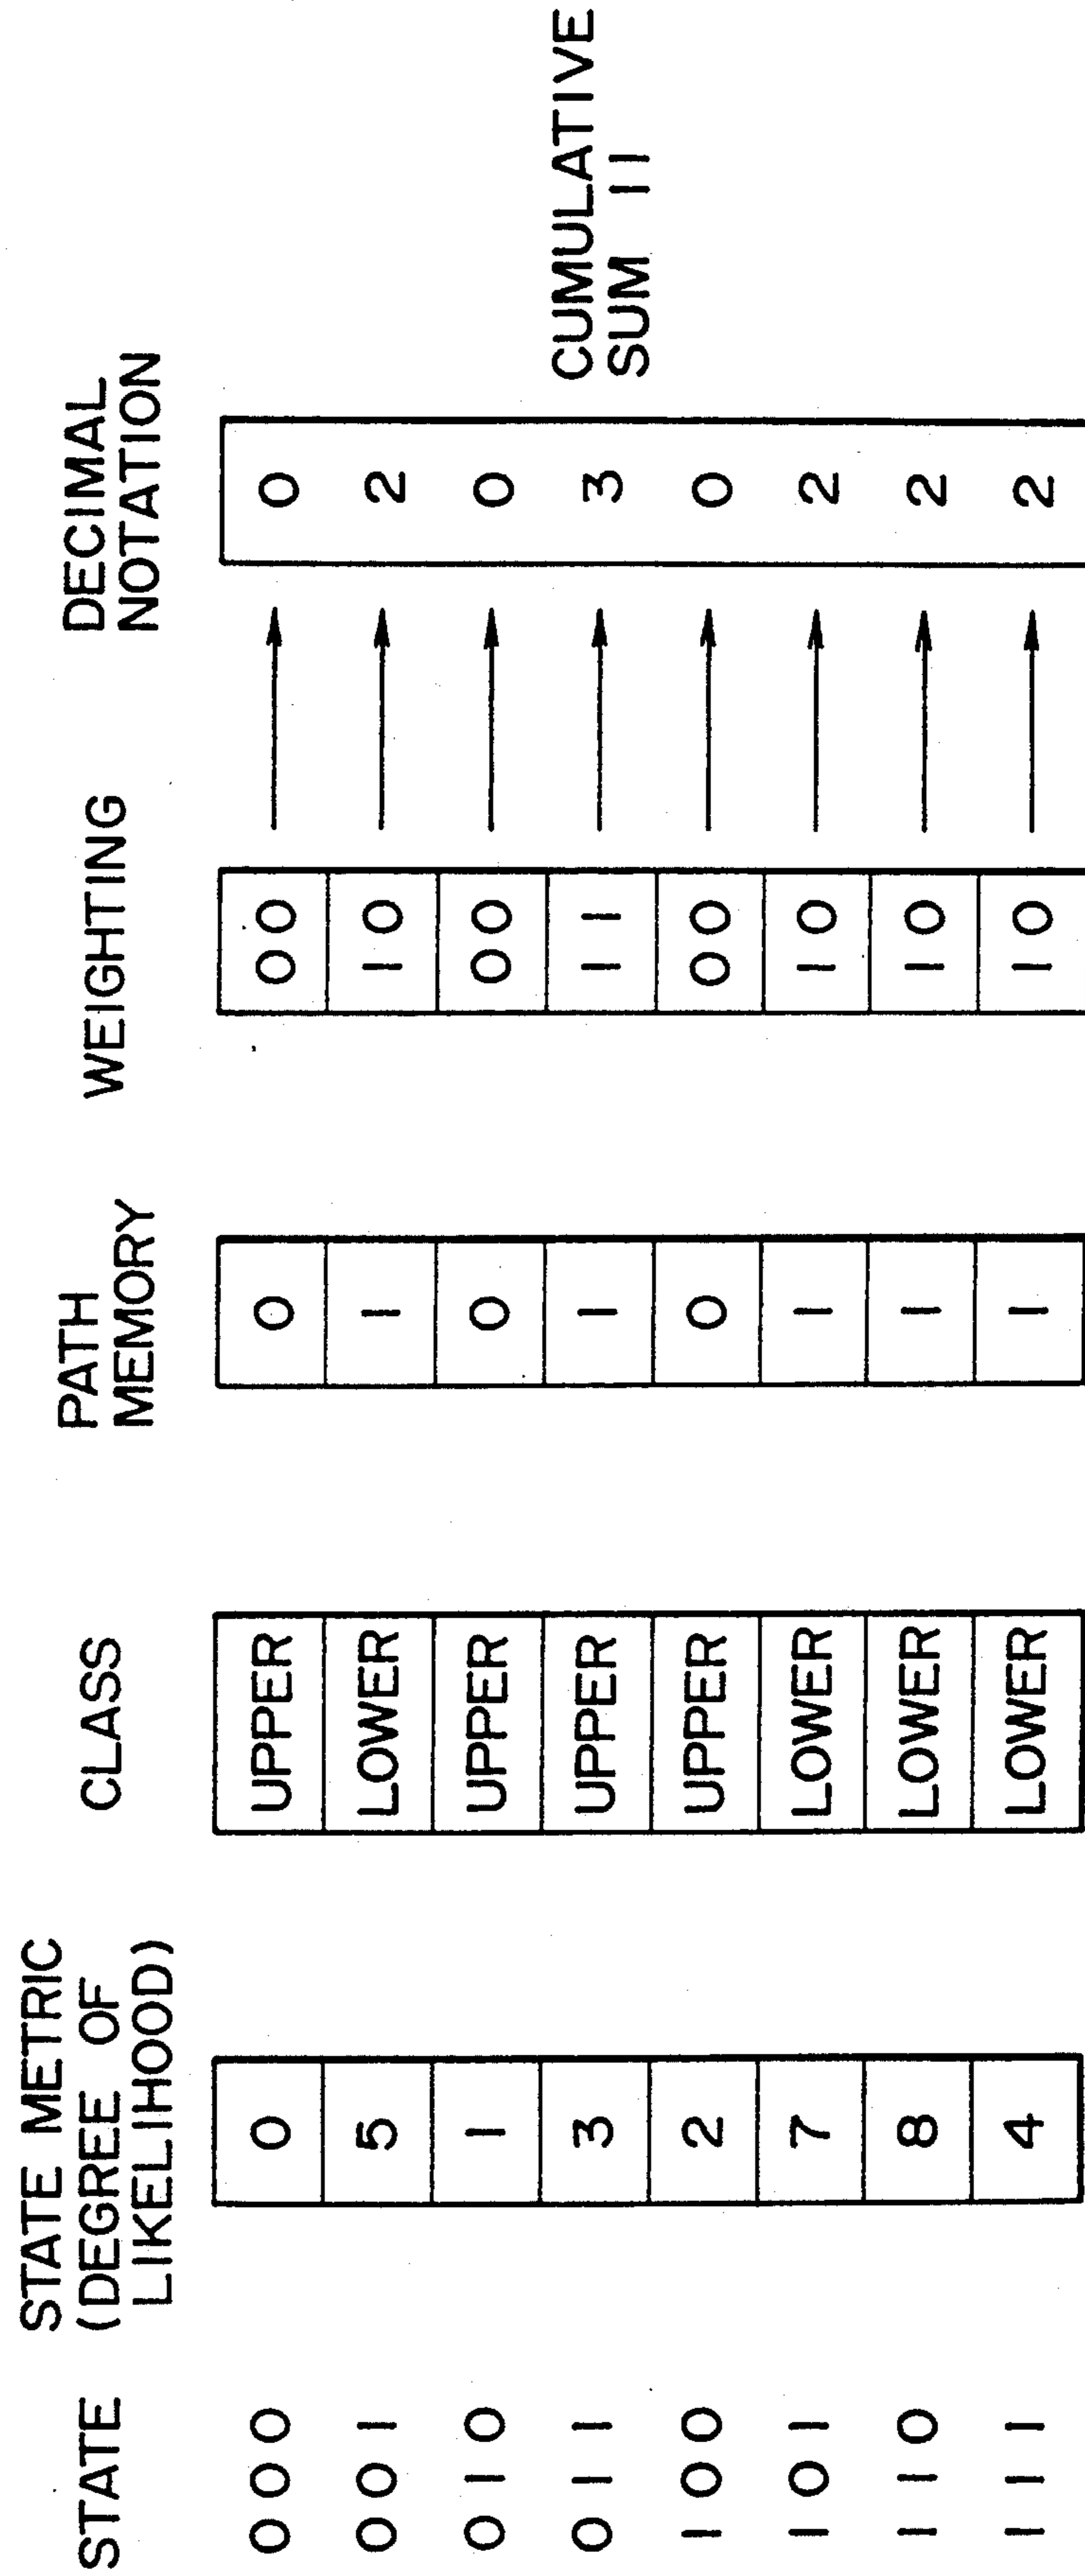 STATE
STATE METRIC
(DEGREE OF
LIKELIHOOD)
CLASS
PATH
MEMORY
WEIGHTING
DECIMAL
NOTATION
000 0 UPPER 0 00 0
001 5 LOWER 1 10 2
010 1 UPPER 0 00 0
011 3 UPPER 1 11 3
100 2 UPPER 0 00 0
101 7 LOWER 1 10 2
110 8 LOWER 1 10 2
111 4 LOWER 1 10 2
CUMULATIVE
SUM 11